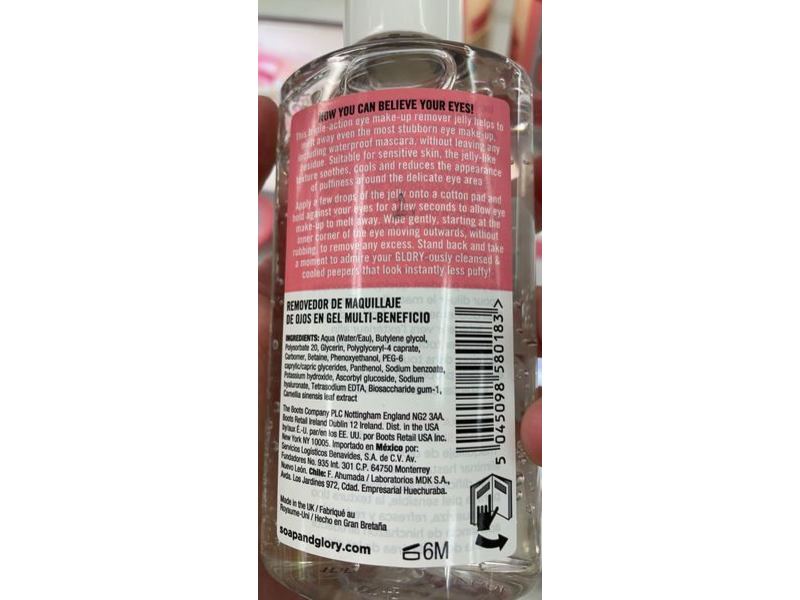 NOW YOU CAN BELIEVE YOUR EYES!
This triple-action eye make-up remover jelly helps to
melt away even the most stubborn eye make-up,
including waterproof mascara, without leaving any
residue. Suitable for sensitive skin, the jelly-like
texture soothes, cools and reduces the appearance
of puffiness around the delicate eye area
Apply a few drops of the jelly onto a cotton pad and
hold against your eyes for a few seconds to allow eye
make-up to melt away. Wipe gently, starting at the
inner corner of the eye moving outwards, without
rubbing, to remove any excess. Stand back and take
a moment to admire your GLORY-ously cleansed &
cooled peepers that look instantly less puffy!
REMOVEDOR DE MAQUILLAJE
DE OJOS EN GEL MULTI-BENEFICIO
INGREDIENTS: Aqua (Water/Eau), Butylene glycol,
Polysorbate 20, Glycerin, Polyglyceryl-4 caprate,
Carbomer, Betaine, Phenoxyethanol, PEG-6
caprylic/capric glycerides, Panthenol, Sodium benzoate,
Potassium hydroxide, Ascorbyl glucoside, Sodium
hyaluronate, Tetrasodium EDTA, Biosaccharide gum-1,
Camellia sinensis leaf extract
The Boots Company PLC Nottingham England NG2 3AA.
Boots Retail Ireland Dublin 12 Ireland. Dist. in the USA
by/aux É.-U. par/en los EE. UU. por Boots Retail USA Inc.
New York NY 10005. Importado en México por:
Servicios Logísticos Benavides, S.A. de C.V. Av.
Fundadores No. 935 Int. 301 C.P. 64750 Monterrey
Nuevo León. Chile: F. Ahumada / Laboratorios MDK S.A.,
Avda. Los Jardines 972, Cdad. Empresarial Huechuraba.
Made in the UK / Fabriqué au
Royaume-Uni / Hecho en Gran Bretaña
soapandglory.com
6M
5 045098 580183 >